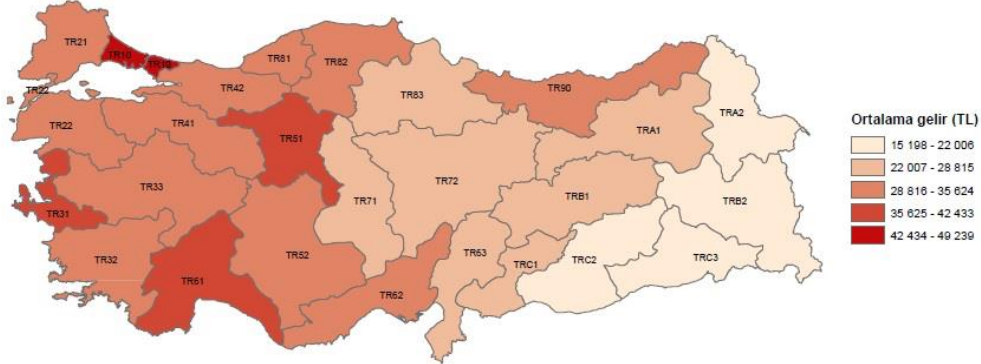 TR21
TR10
TR10
TR81
TR82
TR42
TR22
TR22
TR41
TR51
TR83
TR90
TRA1
TRA2
TR33
TR31
TR71
TR72
TRB1
TRB2
TR32
TR61
TR52
TR62
TR63
TRC1
TRC2
TRC3
Ortalama gelir (TL)
15 198 - 22 006
22 007 - 28 815
28 816 - 35 624
35 625 - 42 433
42 434 - 49 239